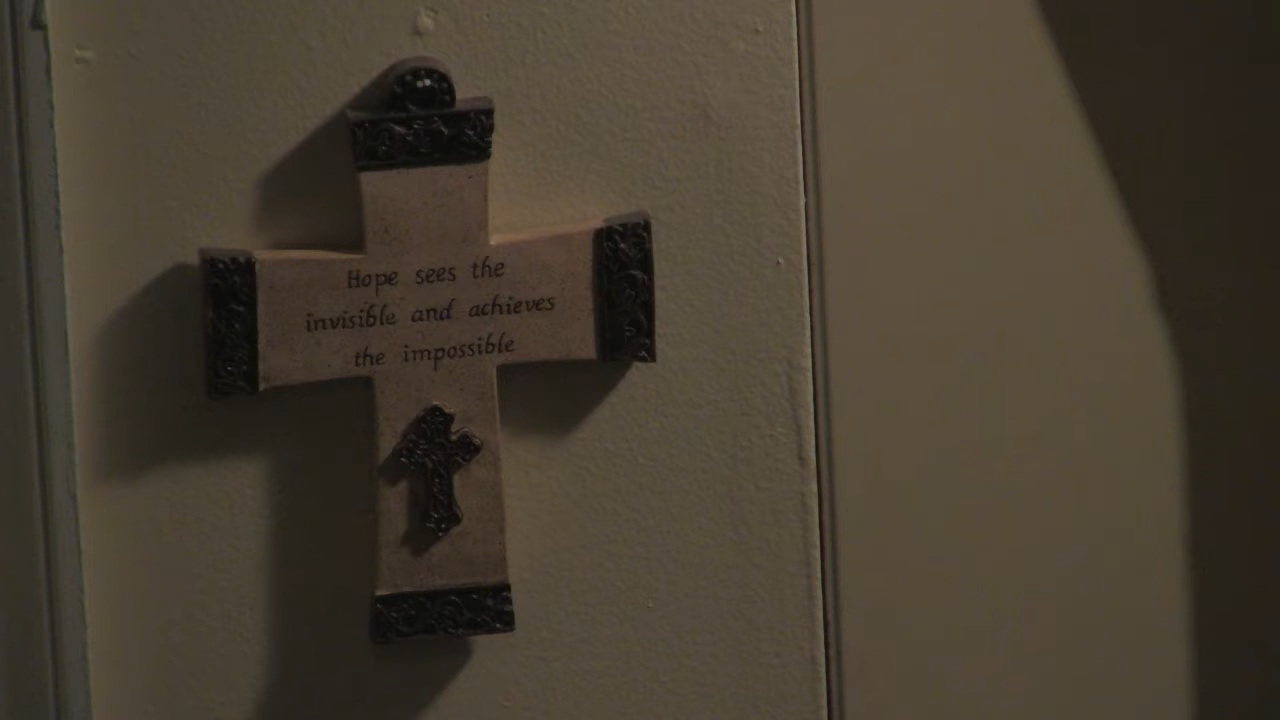 Hope sees the
invisible and achieves
the impossible